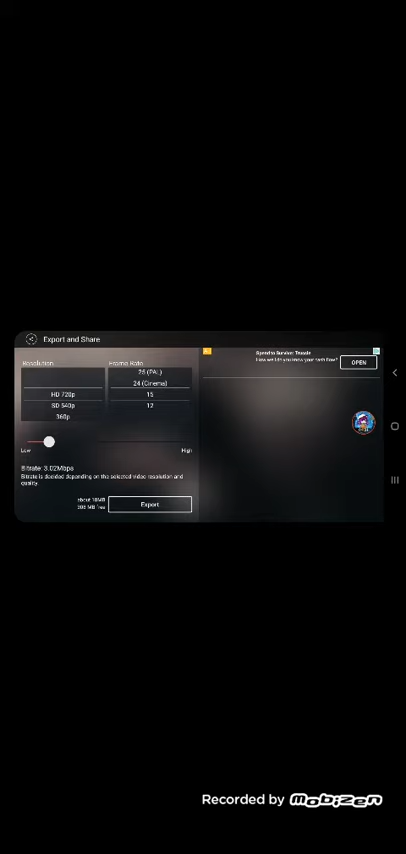 Export and Share
Resolution
Frame Rate
25 (PAL)
24 (Cinema)
HD 720p
15
SD 540p
12
360p
Low
High
Bitrate: 3.02Mbps
Bitrate is decided depending on the selected video resolution and
quality.
Export
OPEN
Recorded by Mobizen